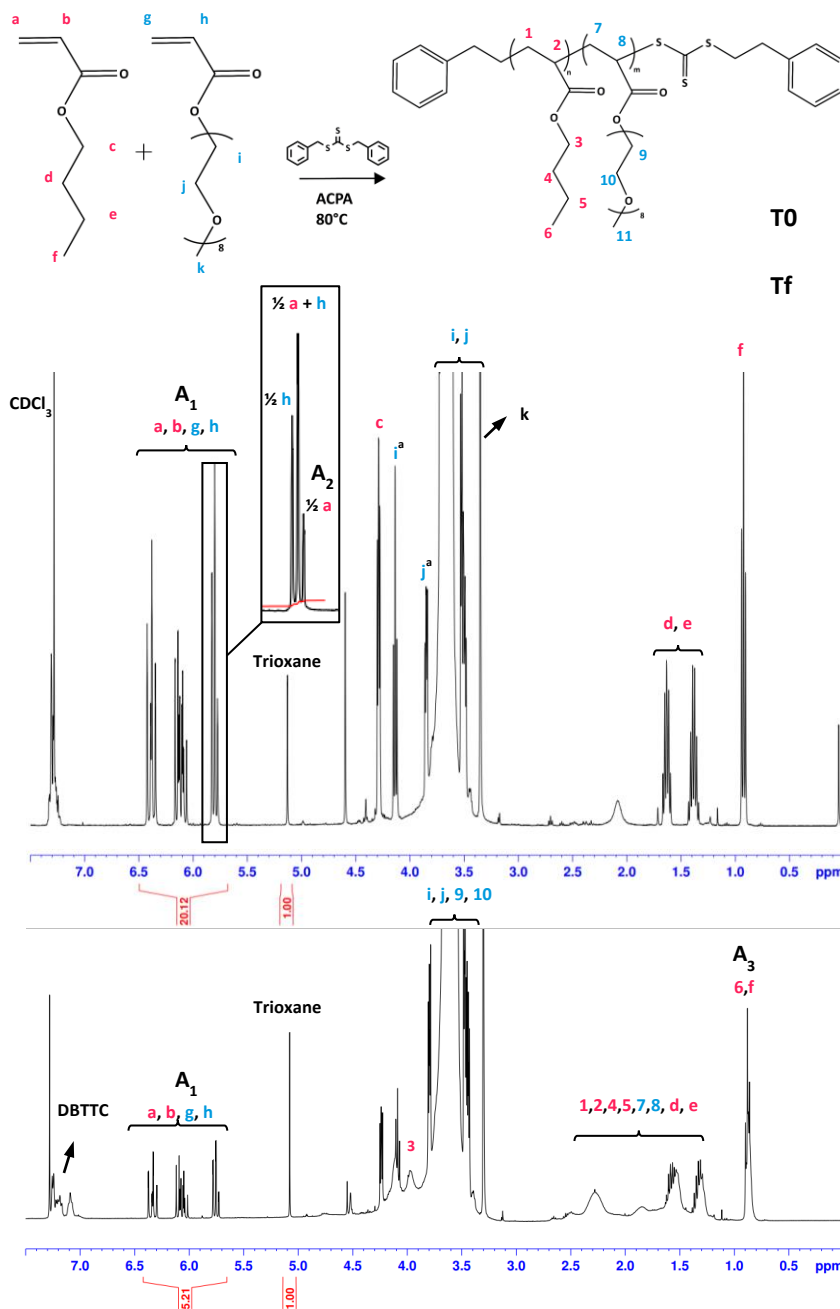 a b g h
O O
O O
c + i
d j
e O
f 8
k
S
S S
ACPA
80°C
1 2 7 8
n m
S S
S
O O
O O
3 9
4 10
5 O
6 8
11
T0
Tf
½ a + h
½ h
A2
½ a
CDCl3
A1
a, b, g, h
Trioxane
c
i^a
j^a
i, j
k
d, e
f
7.0 6.5 6.0 5.5 5.0 4.5 4.0 3.5 3.0 2.5 2.0 1.5 1.0 0.5 ppm
20.12 1.00
i, j, 9, 10
DBTTC
A1
a, b, g, h
Trioxane
3
1,2,4,5,7,8, d, e
A3
6,f
7.0 6.5 6.0 5.5 5.0 4.5 4.0 3.5 3.0 2.5 2.0 1.5 1.0 0.5 ppm
5.21 1.00